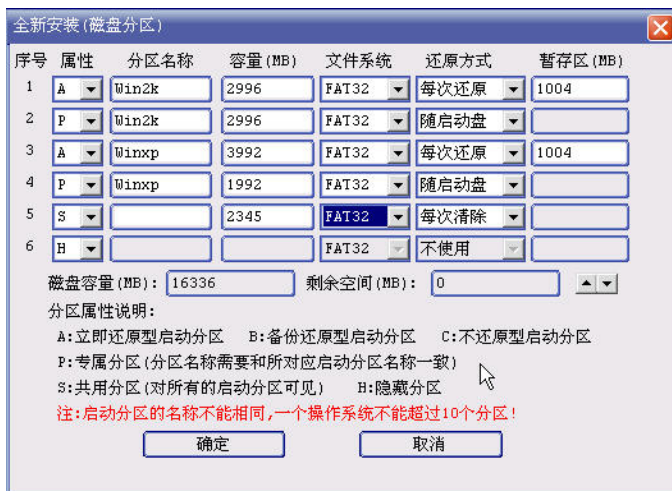 全新安装(磁盘分区)
序号 属性 分区名称 容量(MB) 文件系统 还原方式 暂存区(MB)
1 A Win2k 2996 FAT32 每次还原 1004
2 P Win2k 2996 FAT32 随启动盘
3 A Winxp 3992 FAT32 每次还原 1004
4 P Winxp 1992 FAT32 随启动盘
5 S 2345 FAT32 每次清除
6 H FAT32 不使用
磁盘容量(MB): 16336 剩余空间(MB): 0
分区属性说明:
A:立即还原型启动分区 B:备份还原型启动分区 C:不还原型启动分区
P:专属分区(分区名称需要和所对应启动分区名称一致)
S:共用分区(对所有的启动分区可见) H:隐藏分区
注:启动分区的名称不能相同,一个操作系统不能超过10个分区!
确定 取消